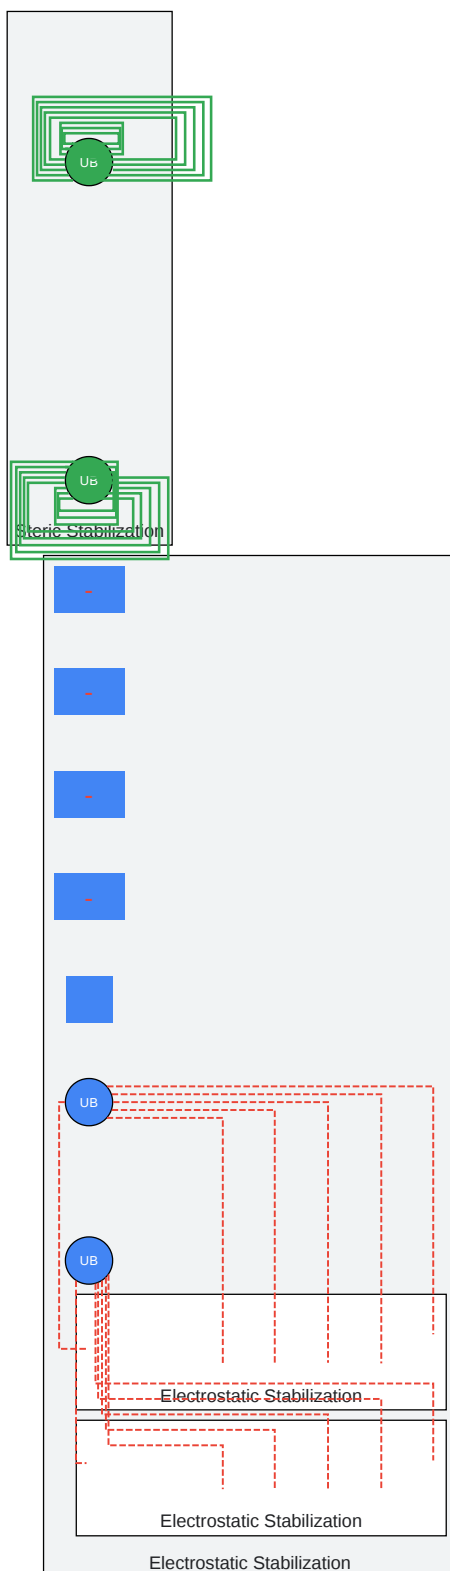 UB
UB
Steric Stabilization
-
-
-
-
UB
UB
Electrostatic Stabilization
Electrostatic Stabilization
Electrostatic Stabilization